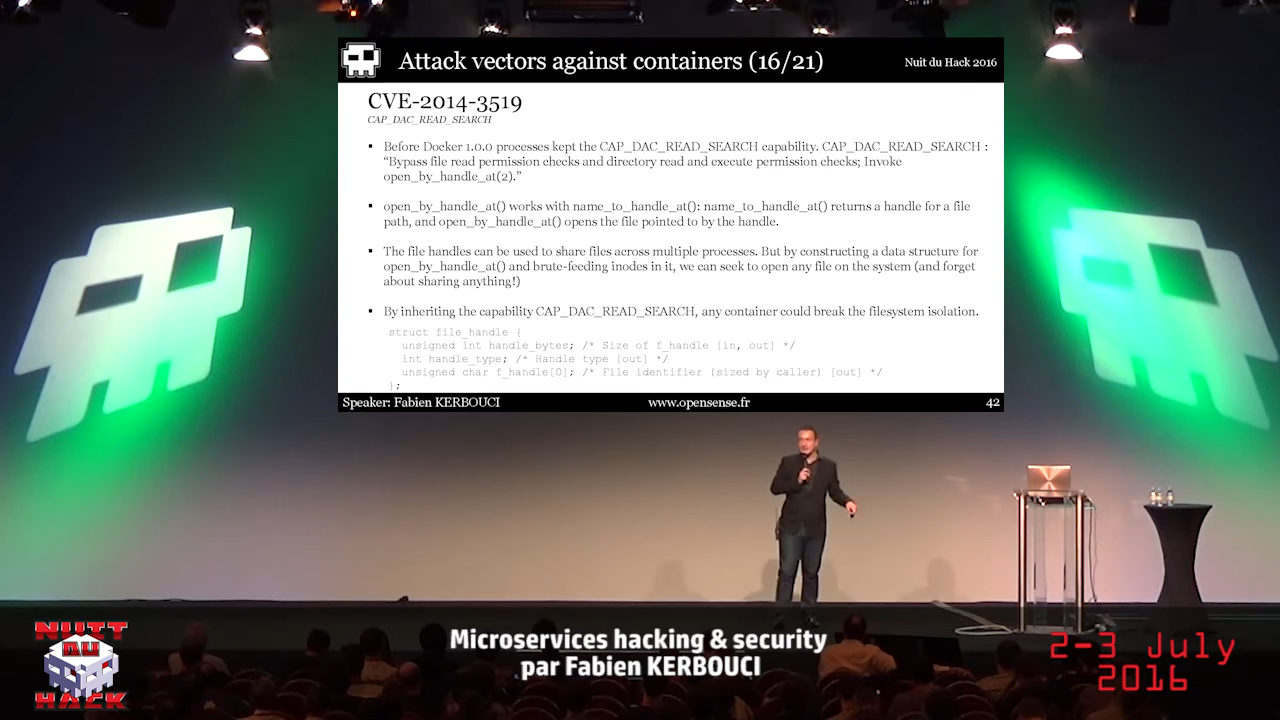 Attack vectors against containers (16/21)
Nuit du Hack 2016
CVE-2014-3519
CAP_DAC_READ_SEARCH
▪ Before Docker 1.0.0 processes kept the CAP_DAC_READ_SEARCH capability. CAP_DAC_READ_SEARCH :
“Bypass file read permission checks and directory read and execute permission checks; Invoke
open_by_handle_at(2).”
▪ open_by_handle_at() works with name_to_handle_at(): name_to_handle_at() returns a handle for a file
path, and open_by_handle_at() opens the file pointed to by the handle.
▪ The file handles can be used to share files across multiple processes. But by constructing a data structure for
open_by_handle_at() and brute-feeding inodes in it, we can seek to open any file on the system (and forget
about sharing anything!)
▪ By inheriting the capability CAP_DAC_READ_SEARCH, any container could break the filesystem isolation.
struct file_handle {
unsigned int handle_bytes; /* Size of f_handle [in, out] */
int handle_type; /* Handle type [out] */
unsigned char f_handle[0]; /* File identifier (sized by caller) [out] */
};
Speaker: Fabien KERBOUCI
www.opensense.fr
42
NUIT
DU
HACK
Microservices hacking & security
par Fabien KERBOUCI
2-3 July
2016